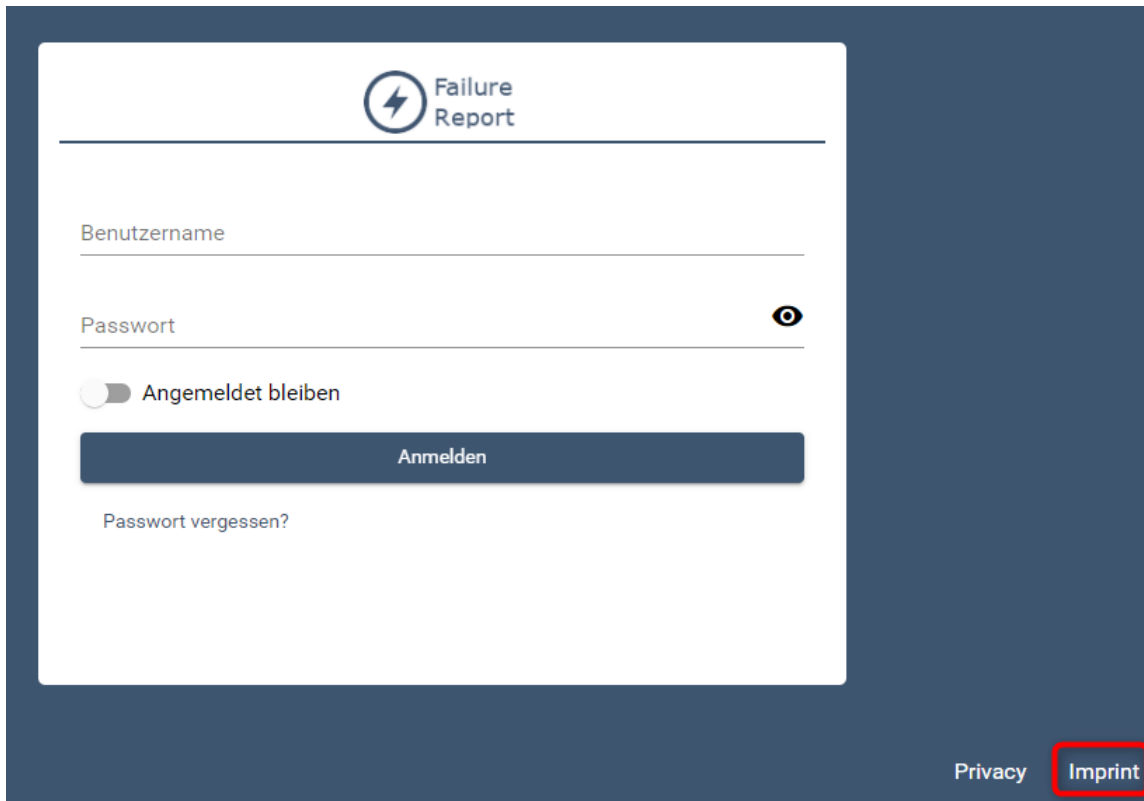 Failure
Report
Benutzername
Passwort
Angemeldet bleiben
Anmelden
Passwort vergessen?
Privacy Imprint